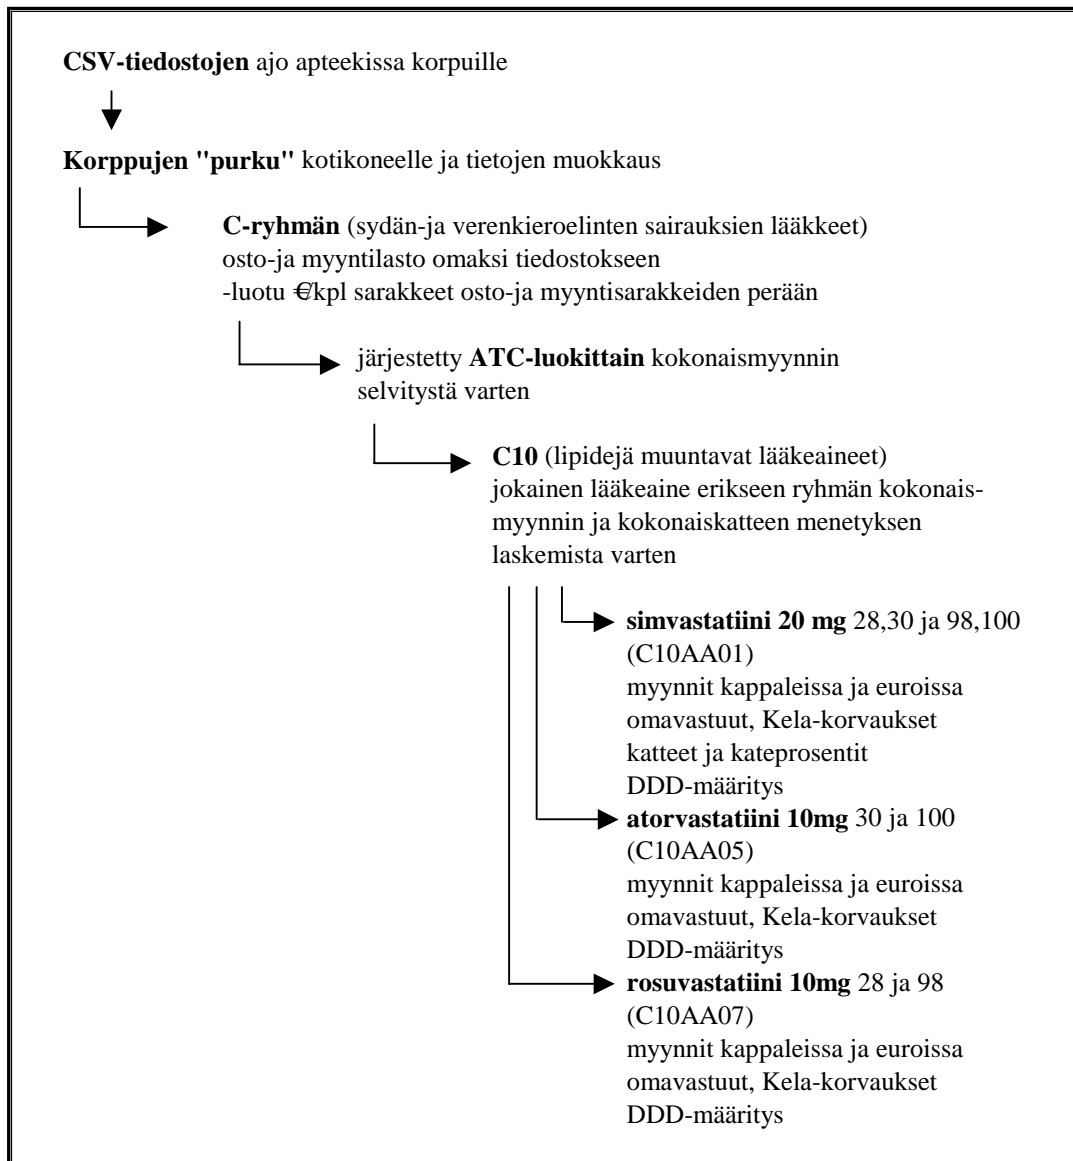 CSV-tiedostojen ajo apteekissa korpuille
Korppujen "purku" kotikoneelle ja tietojen muokkaus
C-ryhmän (sydän-ja verenkieroelinten sairauksien lääkkeet)
osto-ja myyntilasto omaksi tiedostokseen
-luotu €/kpl sarakkeet osto-ja myyntisarakkeiden perään
järjestetty ATC-luokittain kokonaismyynnin
selvitystä varten
C10 (lipidejä muuntavat lääkeaineet)
jokainen lääkeaine erikseen ryhmän kokonais-
myynnin ja kokonaiskatteen menetyksen
laskemista varten
simvastatiini 20 mg 28,30 ja 98,100
(C10AA01)
myynnit kappaleissa ja euroissa
omavastuut, Kela-korvaukset
katteet ja kateprosentit
DDD-määritys
atorvastatiini 10mg 30 ja 100
(C10AA05)
myynnit kappaleissa ja euroissa
omavastuut, Kela-korvaukset
DDD-määritys
rosuvastatiini 10mg 28 ja 98
(C10AA07)
myynnit kappaleissa ja euroissa
omavastuut, Kela-korvaukset
DDD-määritys